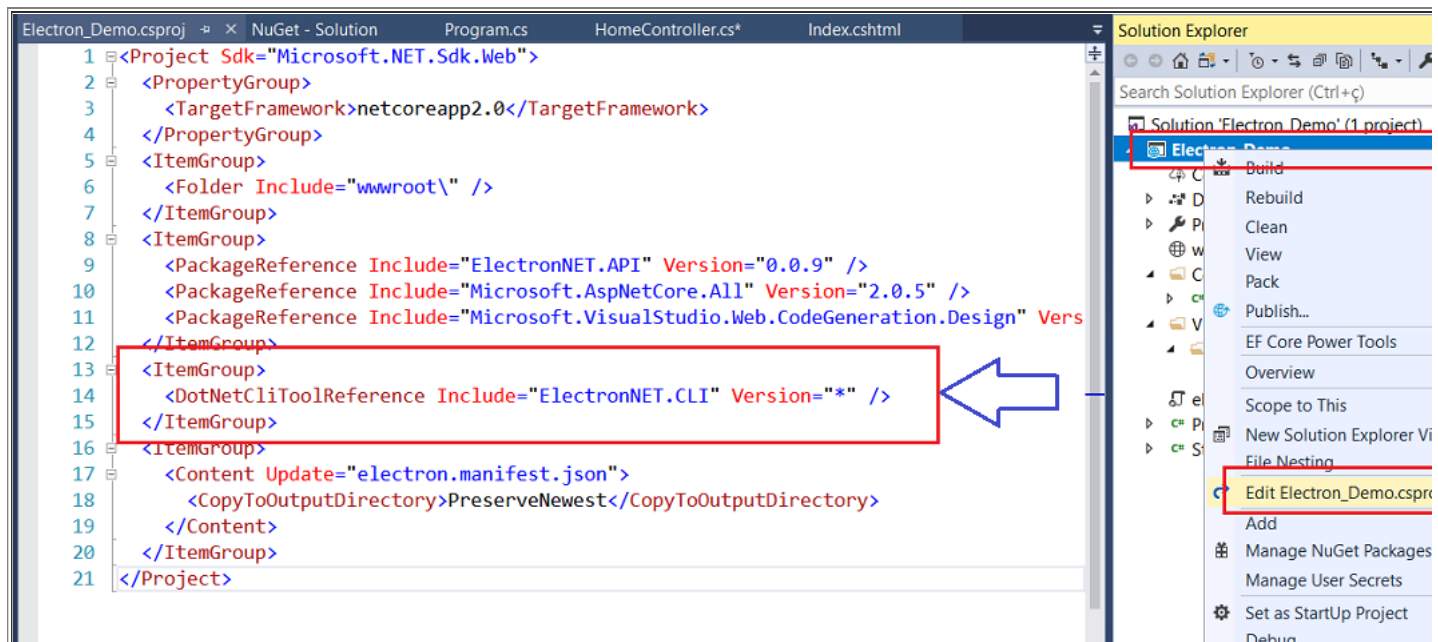 Electron_Demo.csproj NuGet - Solution Program.cs HomeController.cs* Index.cshtml
1 <Project Sdk="Microsoft.NET.Sdk.Web">
2 <PropertyGroup>
3 <TargetFramework>netcoreapp2.0</TargetFramework>
4 </PropertyGroup>
5 <ItemGroup>
6 <Folder Include="wwwroot\" />
7 </ItemGroup>
8 <ItemGroup>
9 <PackageReference Include="ElectronNET.API" Version="0.0.9" />
10 <PackageReference Include="Microsoft.AspNetCore.All" Version="2.0.5" />
11 <PackageReference Include="Microsoft.VisualStudio.Web.CodeGeneration.Design" Vers
12 </ItemGroup>
13 <ItemGroup>
14 <DotNetCliToolReference Include="ElectronNET.CLI" Version="*" />
15 </ItemGroup>
16 <ItemGroup>
17 <Content Update="electron.manifest.json">
18 <CopyToOutputDirectory>PreserveNewest</CopyToOutputDirectory>
19 </Content>
20 </ItemGroup>
21 </Project>
Solution Explorer
Search Solution Explorer (Ctrl+ç)
Solution 'Electron_Demo' (1 project)
Electron_Demo
Build
Rebuild
Clean
View
Pack
Publish...
EF Core Power Tools
Overview
Scope to This
New Solution Explorer Vi
File Nesting
Edit Electron_Demo.cspro
Add
Manage NuGet Packages
Manage User Secrets
Set as StartUp Project
Debug